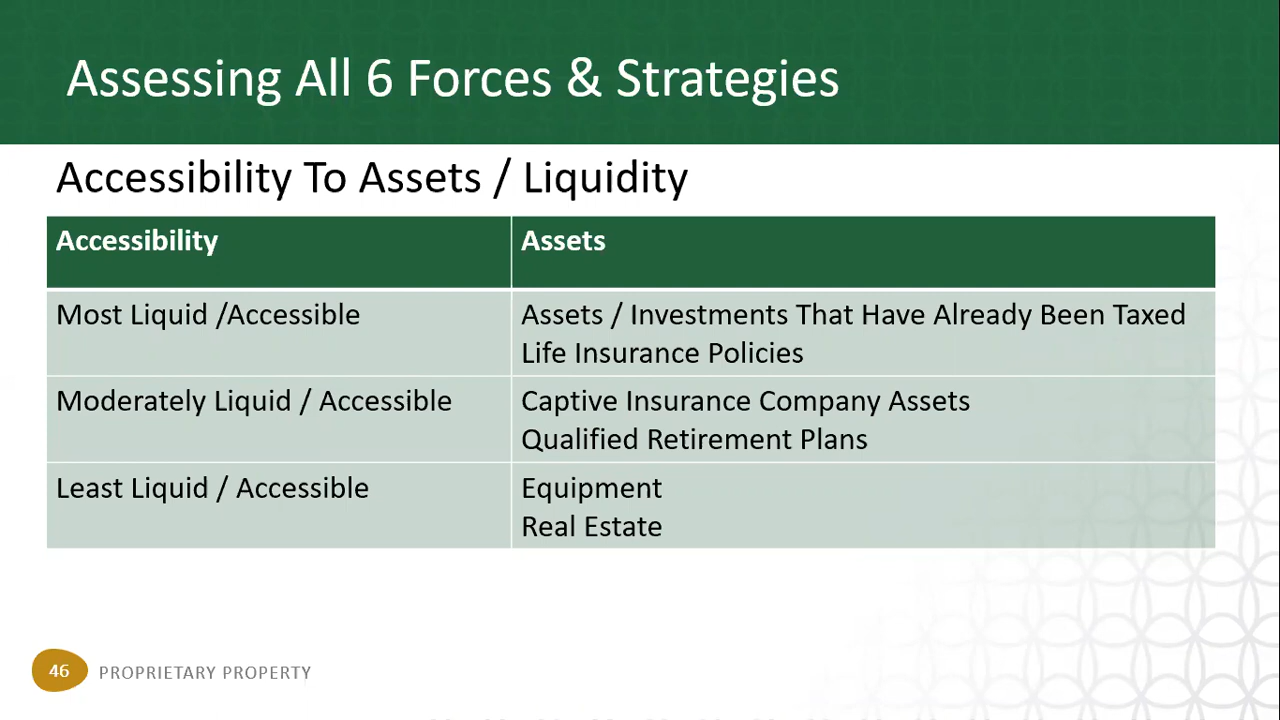 Assessing All 6 Forces & Strategies
Accessibility To Assets / Liquidity
Accessibility
Assets
Most Liquid /Accessible
Assets / Investments That Have Already Been Taxed
Life Insurance Policies
Moderately Liquid / Accessible
Captive Insurance Company Assets
Qualified Retirement Plans
Least Liquid / Accessible
Equipment
Real Estate
46
PROPRIETARY PROPERTY